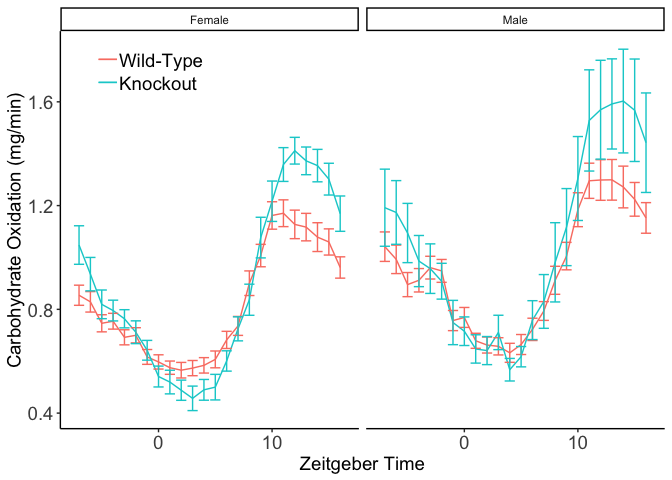 Female
Male
Wild-Type
Knockout
Carbohydrate Oxidation (mg/min)
1.6
1.2
0.8
0.4
0
10
0
10
Zeitgeber Time